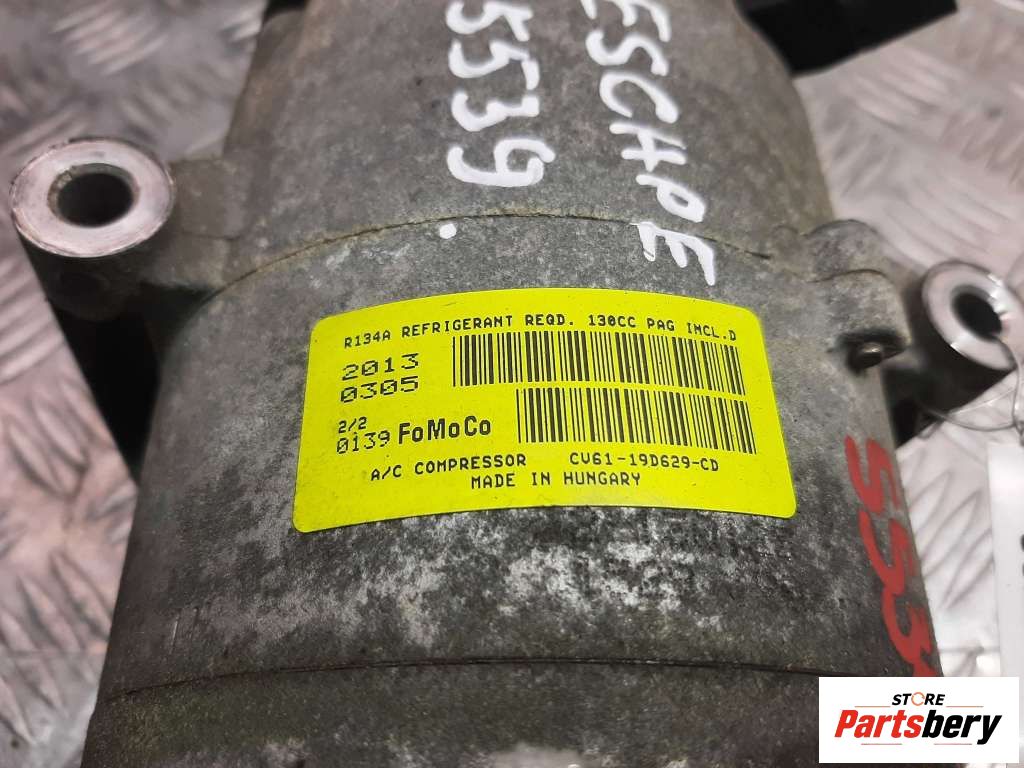 5539.
ESCAPE
R134A REFRIGERANT REQD. 130CC PAG INCL.D
2013
0305
2/2
0139 FoMoCo
A/C COMPRESSOR CV61-19D629-CD
MADE IN HUNGARY
553
STORE
Partsbery